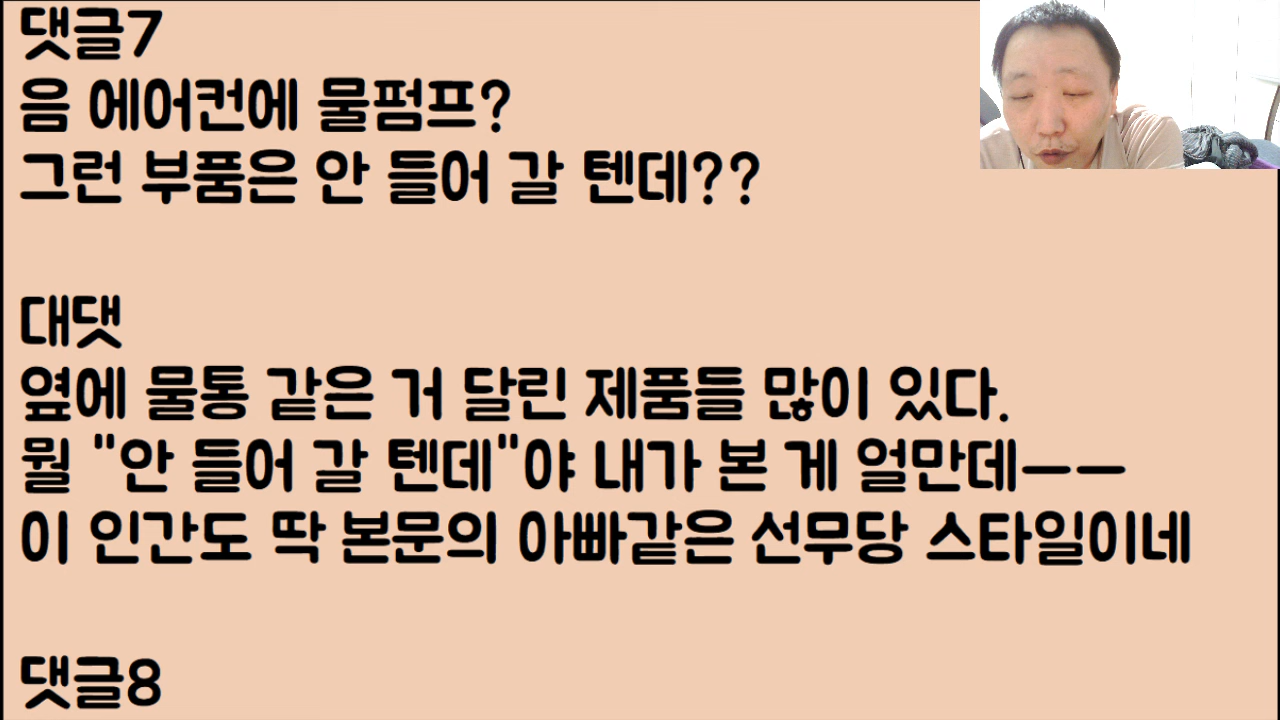 댓글7
음 에어컨에 물펌프?
그런 부품은 안 들어 갈 텐데??
대댓
옆에 물통 같은 거 달린 제품들 많이 있다.
뭘 "안 들어 갈 텐데"야 내가 본 게 얼만데ㅡㅡ
이 인간도 딱 본문의 아빠같은 선무당 스타일이네
댓글8